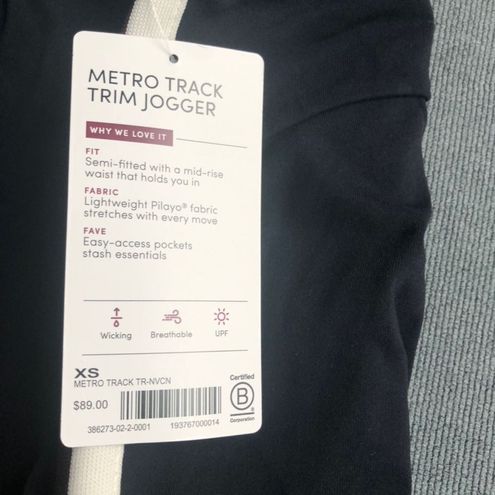 METRO TRACK
TRIM JOGGER
WHY WE LOVE IT
FIT
Semi-fitted with a mid-rise
waist that holds you in
FABRIC
Lightweight Pilayo® fabric
stretches with every move
FAVE
Easy-access pockets
stash essentials
Wicking Breathable UPF
XS
METRO TRACK TR-NVCN
$89.00
386273-02-2-0001 193767000014
Certified
B
Corporation